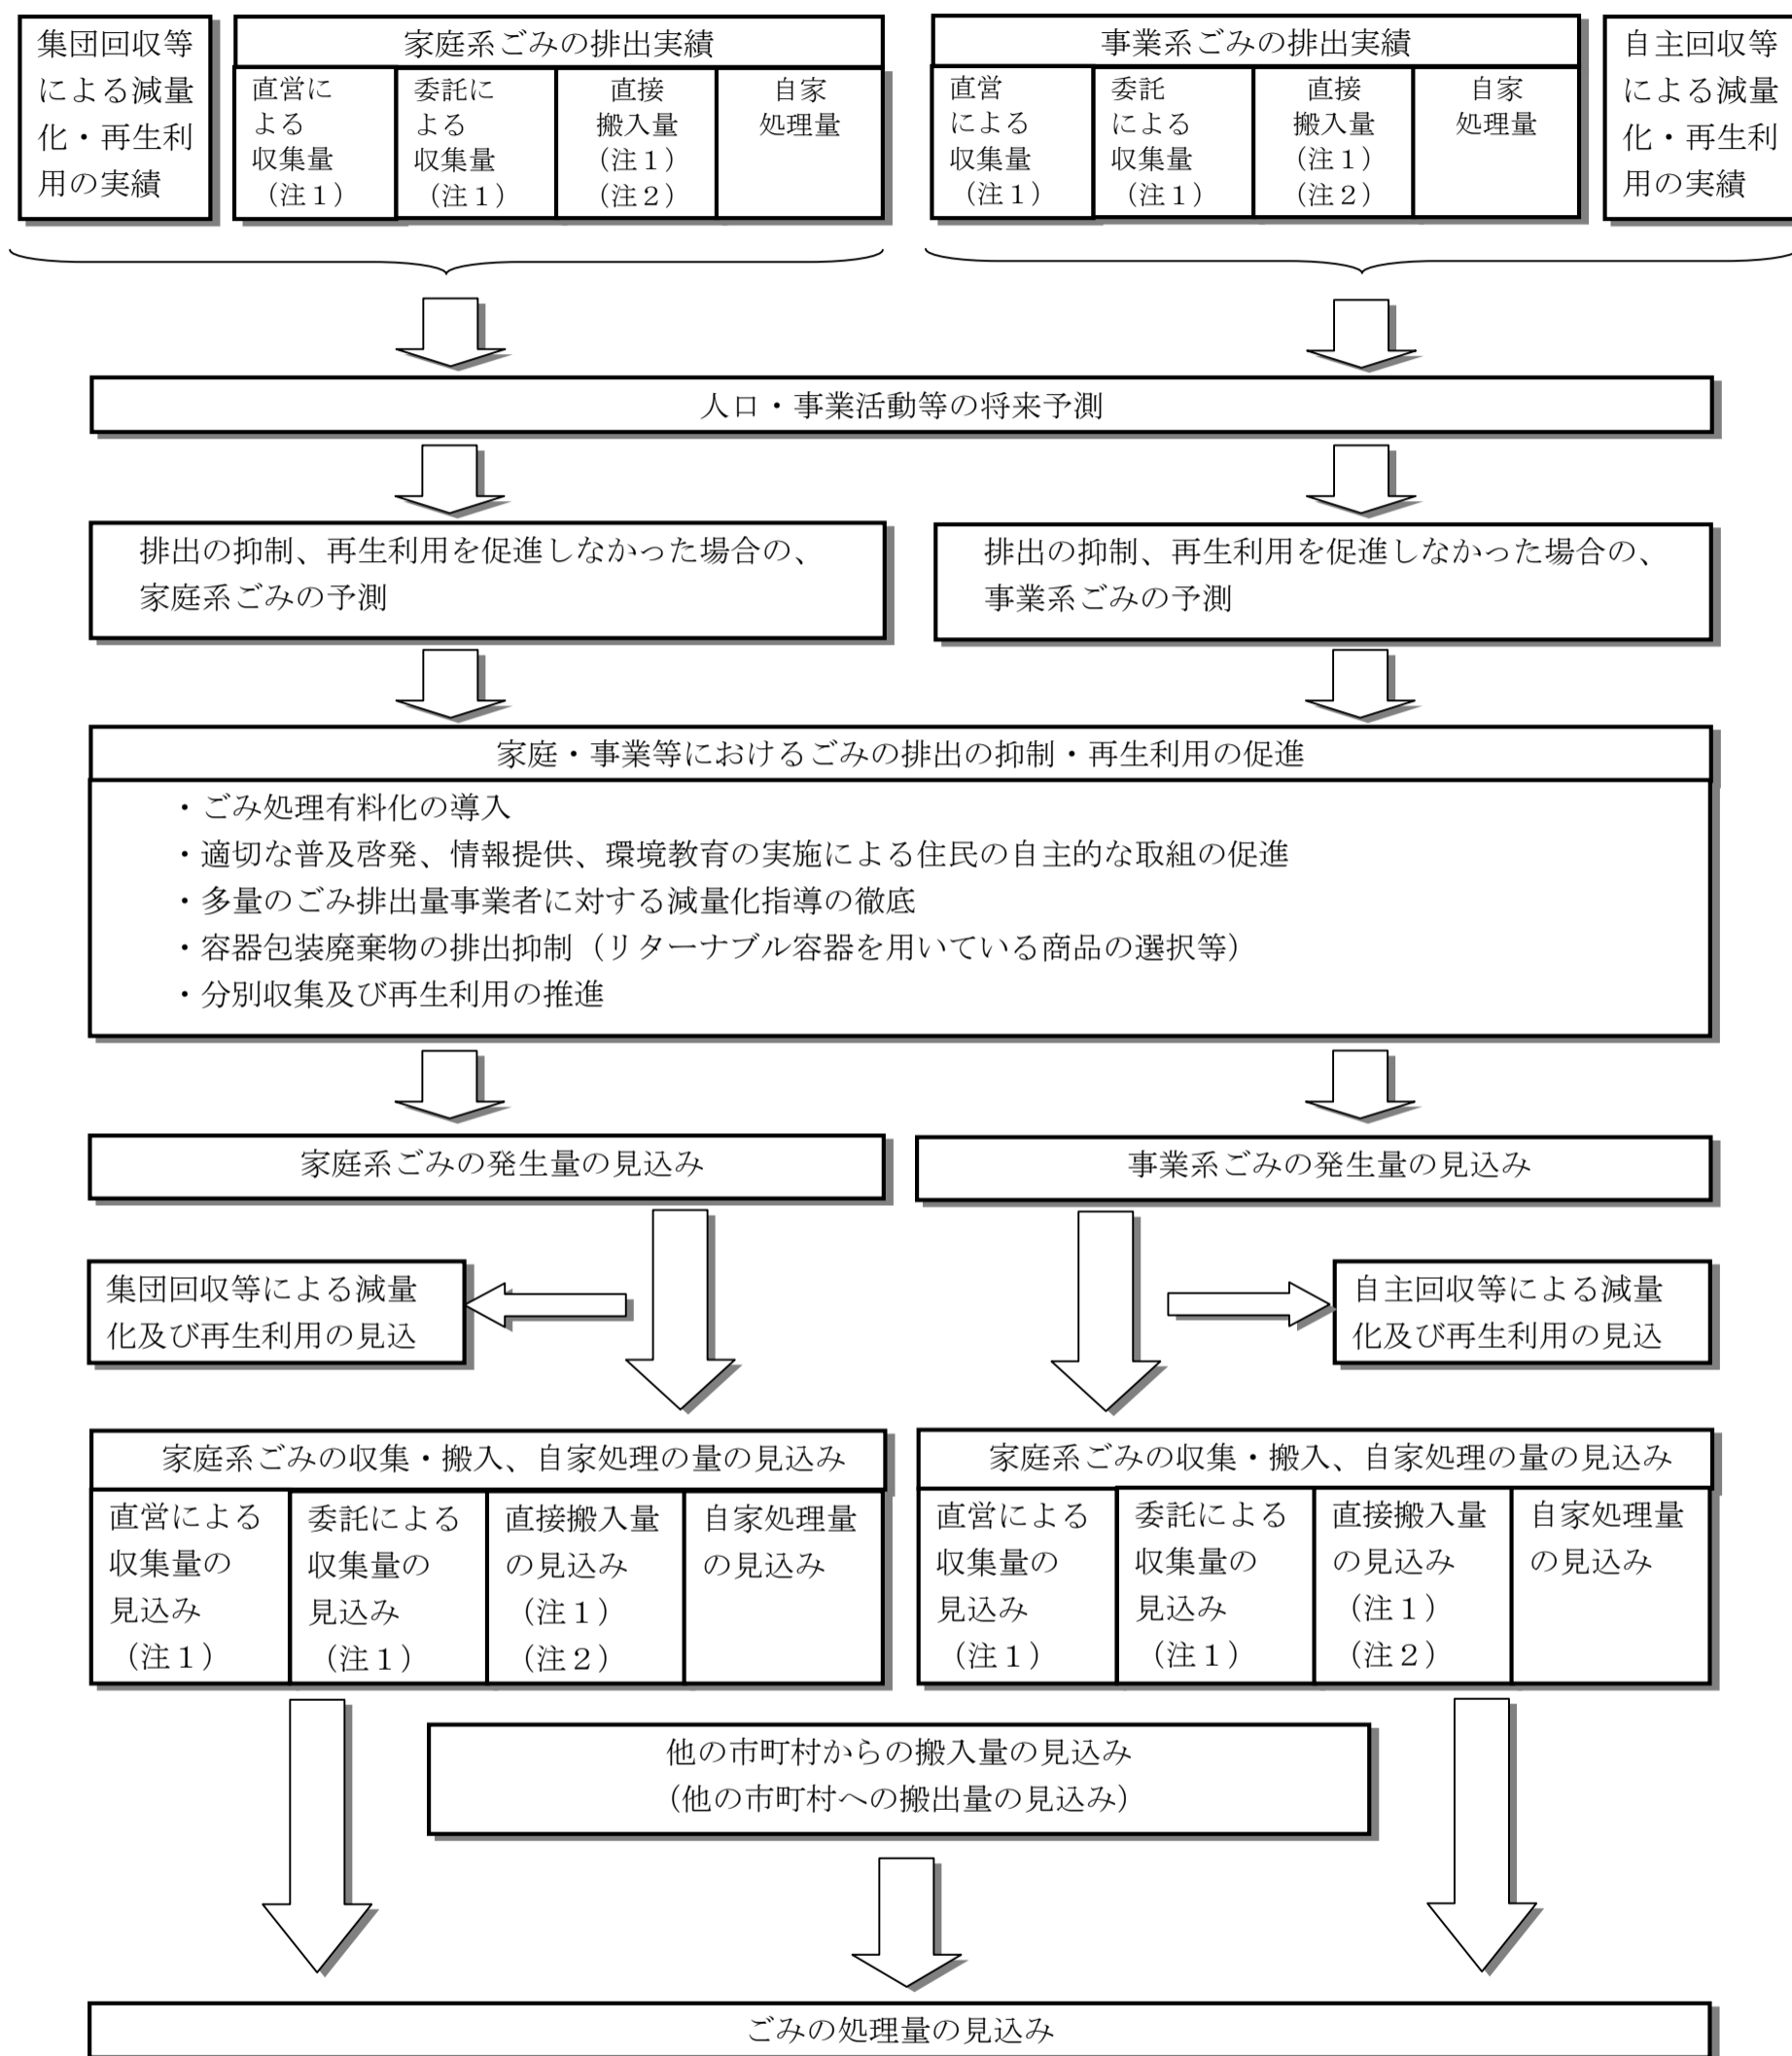 集団回収等
による減量
化・再生利
用の実績
家庭系ごみの排出実績
直営に
よる
収集量
（注１）
委託に
よる
収集量
（注１）
直接
搬入量
（注１）
（注２）
自家
処理量
事業系ごみの排出実績
直営
による
収集量
（注１）
委託
による
収集量
（注１）
直接
搬入量
（注１）
（注２）
自家
処理量
自主回収等
による減量
化・再生利
用の実績
人口・事業活動等の将来予測
排出の抑制、再生利用を促進しなかった場合の、
家庭系ごみの予測
排出の抑制、再生利用を促進しなかった場合の、
事業系ごみの予測
家庭・事業等におけるごみの排出の抑制・再生利用の促進
・ごみ処理有料化の導入
・適切な普及啓発、情報提供、環境教育の実施による住民の自主的な取組の促進
・多量のごみ排出量事業者に対する減量化指導の徹底
・容器包装廃棄物の排出抑制（リターナブル容器を用いている商品の選択等）
・分別収集及び再生利用の推進
家庭系ごみの発生量の見込み
事業系ごみの発生量の見込み
集団回収等による減量
化及び再生利用の見込
自主回収等による減量
化及び再生利用の見込
家庭系ごみの収集・搬入、自家処理の量の見込み
直営による
収集量の
見込み
（注１）
委託による
収集量の
見込み
（注１）
直接搬入量
の見込み
（注１）
（注２）
自家処理量
の見込み
家庭系ごみの収集・搬入、自家処理の量の見込み
直営による
収集量の
見込み
（注１）
委託による
収集量の
見込み
（注１）
直接搬入量
の見込み
（注１）
（注２）
自家処理量
の見込み
他の市町村からの搬入量の見込み
（他の市町村への搬出量の見込み）
ごみの処理量の見込み